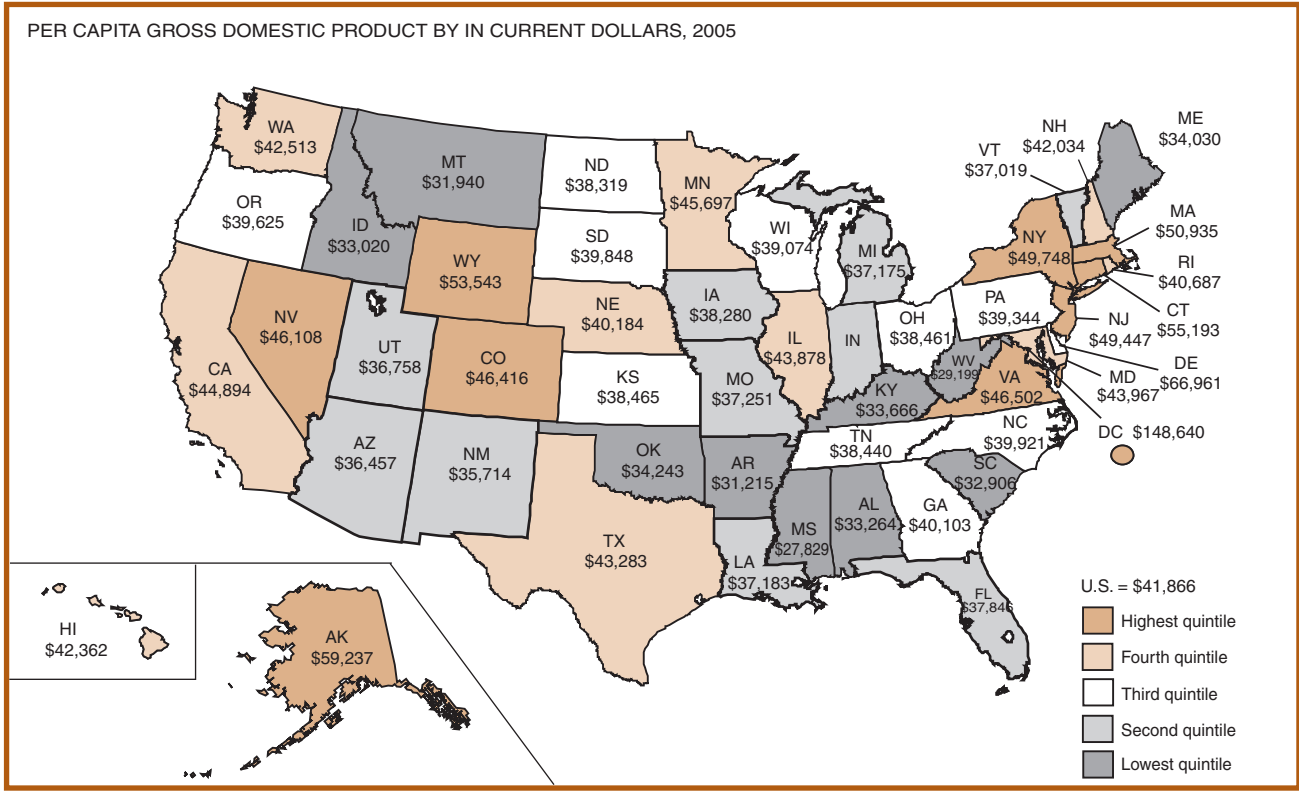 PER CAPITA GROSS DOMESTIC PRODUCT BY IN CURRENT DOLLARS, 2005
WA
$42,513
OR
$39,625
CA
$44,894
NV
$46,108
ID
$33,020
MT
$31,940
WY
$53,543
UT
$36,758
CO
$46,416
AZ
$36,457
NM
$35,714
ND
$38,319
SD
$39,848
NE
$40,184
KS
$38,465
OK
$34,243
TX
$43,283
MN
$45,697
IA
$38,280
MO
$37,251
AR
$31,215
LA
$37,183
WI
$39,074
IL
$43,878
MI
$37,175
IN
OH
$38,461
KY
$33,666
TN
$38,440
MS
$27,829
AL
$33,264
GA
$40,103
FL
$37,846
SC
$32,906
NC
$39,921
VA
$46,502
WV
$29,199
PA
$39,344
NY
$49,748
VT
$37,019
NH
$42,034
ME
$34,030
MA
$50,935
RI
$40,687
CT
$55,193
NJ
$49,447
DE
$66,961
MD
$43,967
DC $148,640
HI
$42,362
AK
$59,237
U.S. = $41,866
Highest quintile
Fourth quintile
Third quintile
Second quintile
Lowest quintile